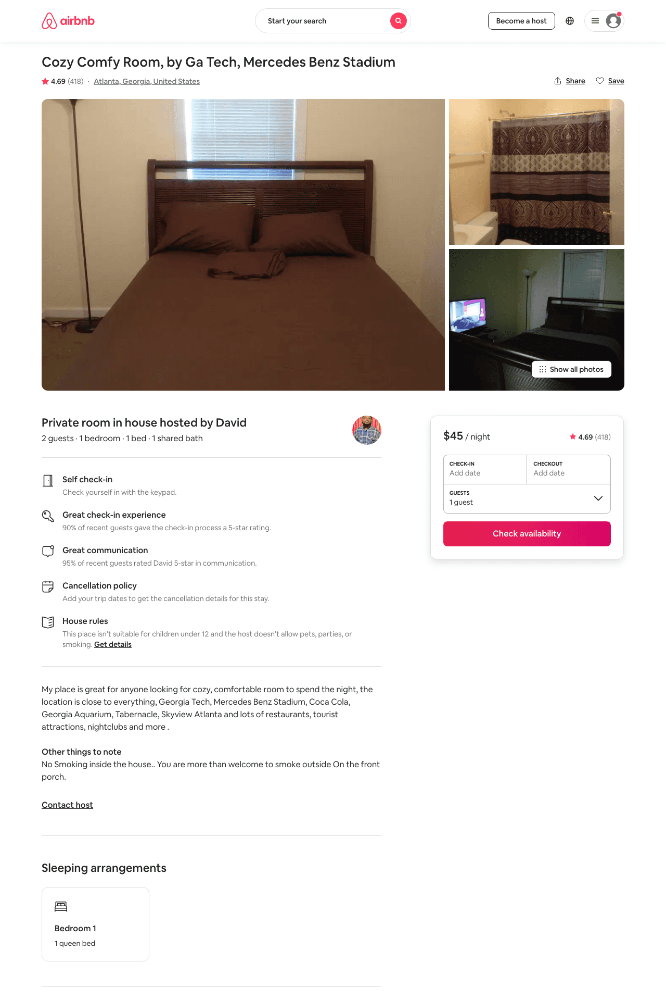 airbnb
Start your search
Become a host
Cozy Comfy Room, by Ga Tech, Mercedes Benz Stadium
4.69 (418) · Atlanta, Georgia, United States
Share
Save
Show all photos
Private room in house hosted by David
2 guests · 1 bedroom · 1 bed · 1 shared bath
$45 / night
4.69 (418)
CHECK-IN
Add date
CHECKOUT
Add date
GUESTS
1 guest
Check availability
Self check-in
Check yourself in with the keypad.
Great check-in experience
90% of recent guests gave the check-in process a 5-star rating.
Great communication
95% of recent guests rated David 5-star in communication.
Cancellation policy
Add your trip dates to get the cancellation details for this stay.
House rules
This place isn’t suitable for children under 12 and the host doesn’t allow pets, parties, or
smoking. Get details
My place is great for anyone looking for cozy, comfortable room to spend the night, the
location is close to everything, Georgia Tech, Mercedes Benz Stadium, Coca Cola,
Georgia Aquarium, Tabernacle, Skyview Atlanta and lots of restaurants, tourist
attractions, nightclubs and more .
Other things to note
No Smoking inside the house.. You are more than welcome to smoke outside On the front
porch.
Contact host
Sleeping arrangements
Bedroom 1
1 queen bed